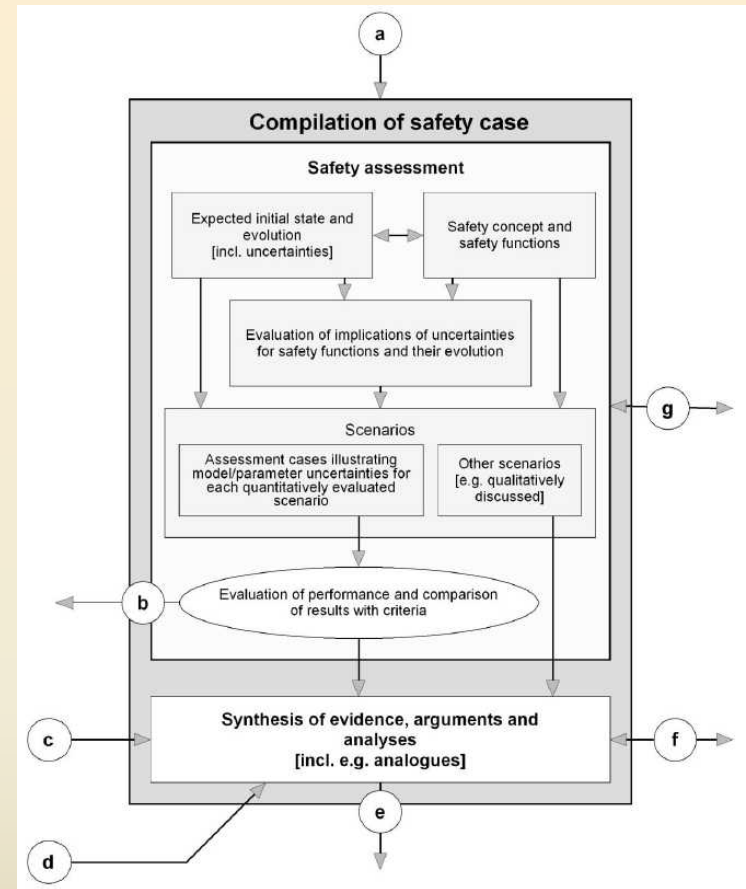 a
Compilation of safety case
Safety assessment
Expected initial state and
evolution
[incl. uncertainties]
Safety concept and
safety functions
Evaluation of implications of uncertainties
for safety functions and their evolution
g
Scenarios
Assessment cases illustrating
model/parameter uncertainties for
each quantitatively evaluated
scenario
Other scenarios
[e.g. qualitatively
discussed]
b
Evaluation of performance and comparison
of results with criteria
c
Synthesis of evidence, arguments and
analyses
[incl. e.g. analogues]
f
e
d